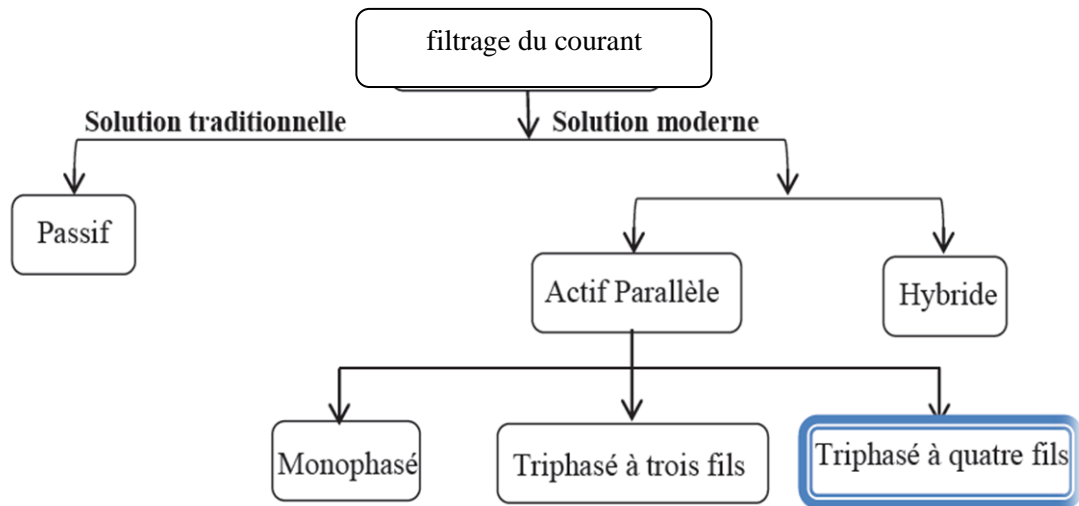 filtrage du courant
Solution traditionnelle
Solution moderne
Passif
Actif Parallèle
Hybride
Monophasé
Triphasé à trois fils
Triphasé à quatre fils